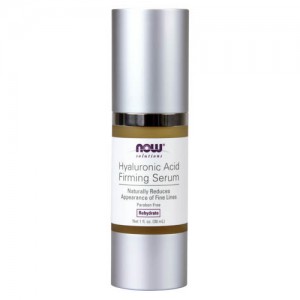 now
solutions
Hyaluronic Acid
Firming Serum
Naturally Reduces
Appearance of Fine Lines
Paraben Free
Rehydrate
Net 1 fl. oz. (30 mL)